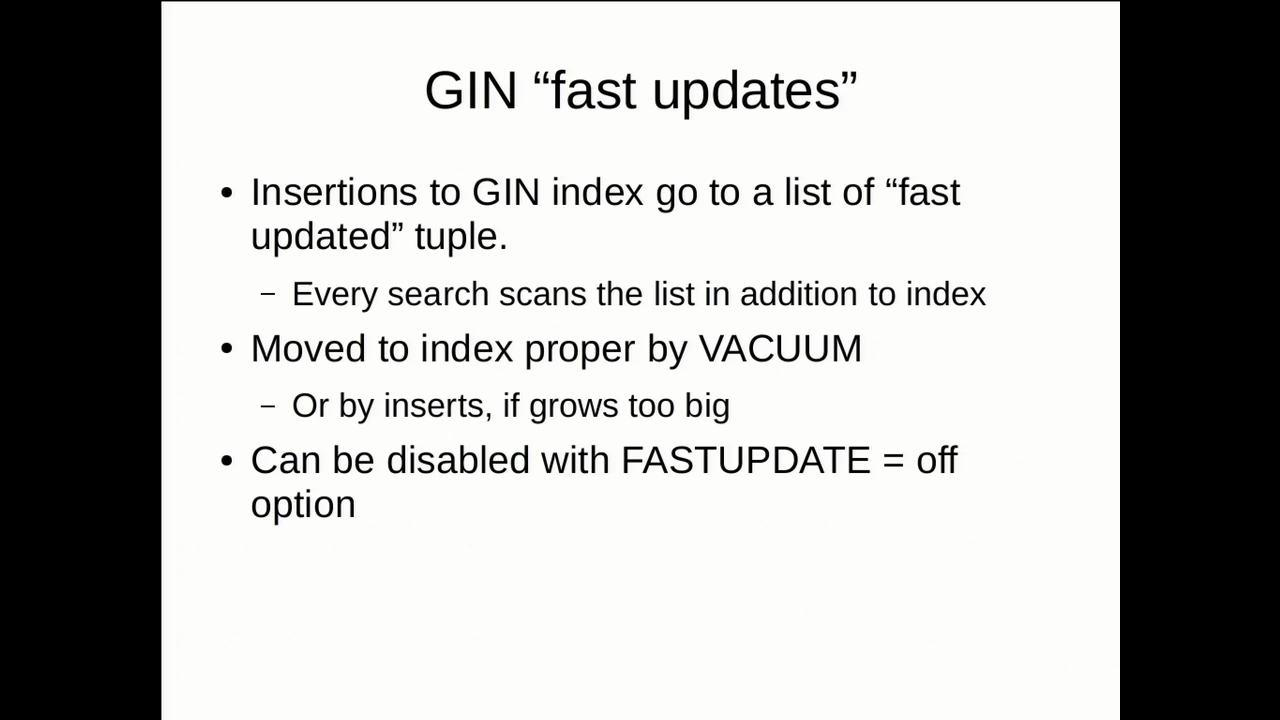 GIN “fast updates”
• Insertions to GIN index go to a list of “fast
updated” tuple.
– Every search scans the list in addition to index
• Moved to index proper by VACUUM
– Or by inserts, if grows too big
• Can be disabled with FASTUPDATE = off
option